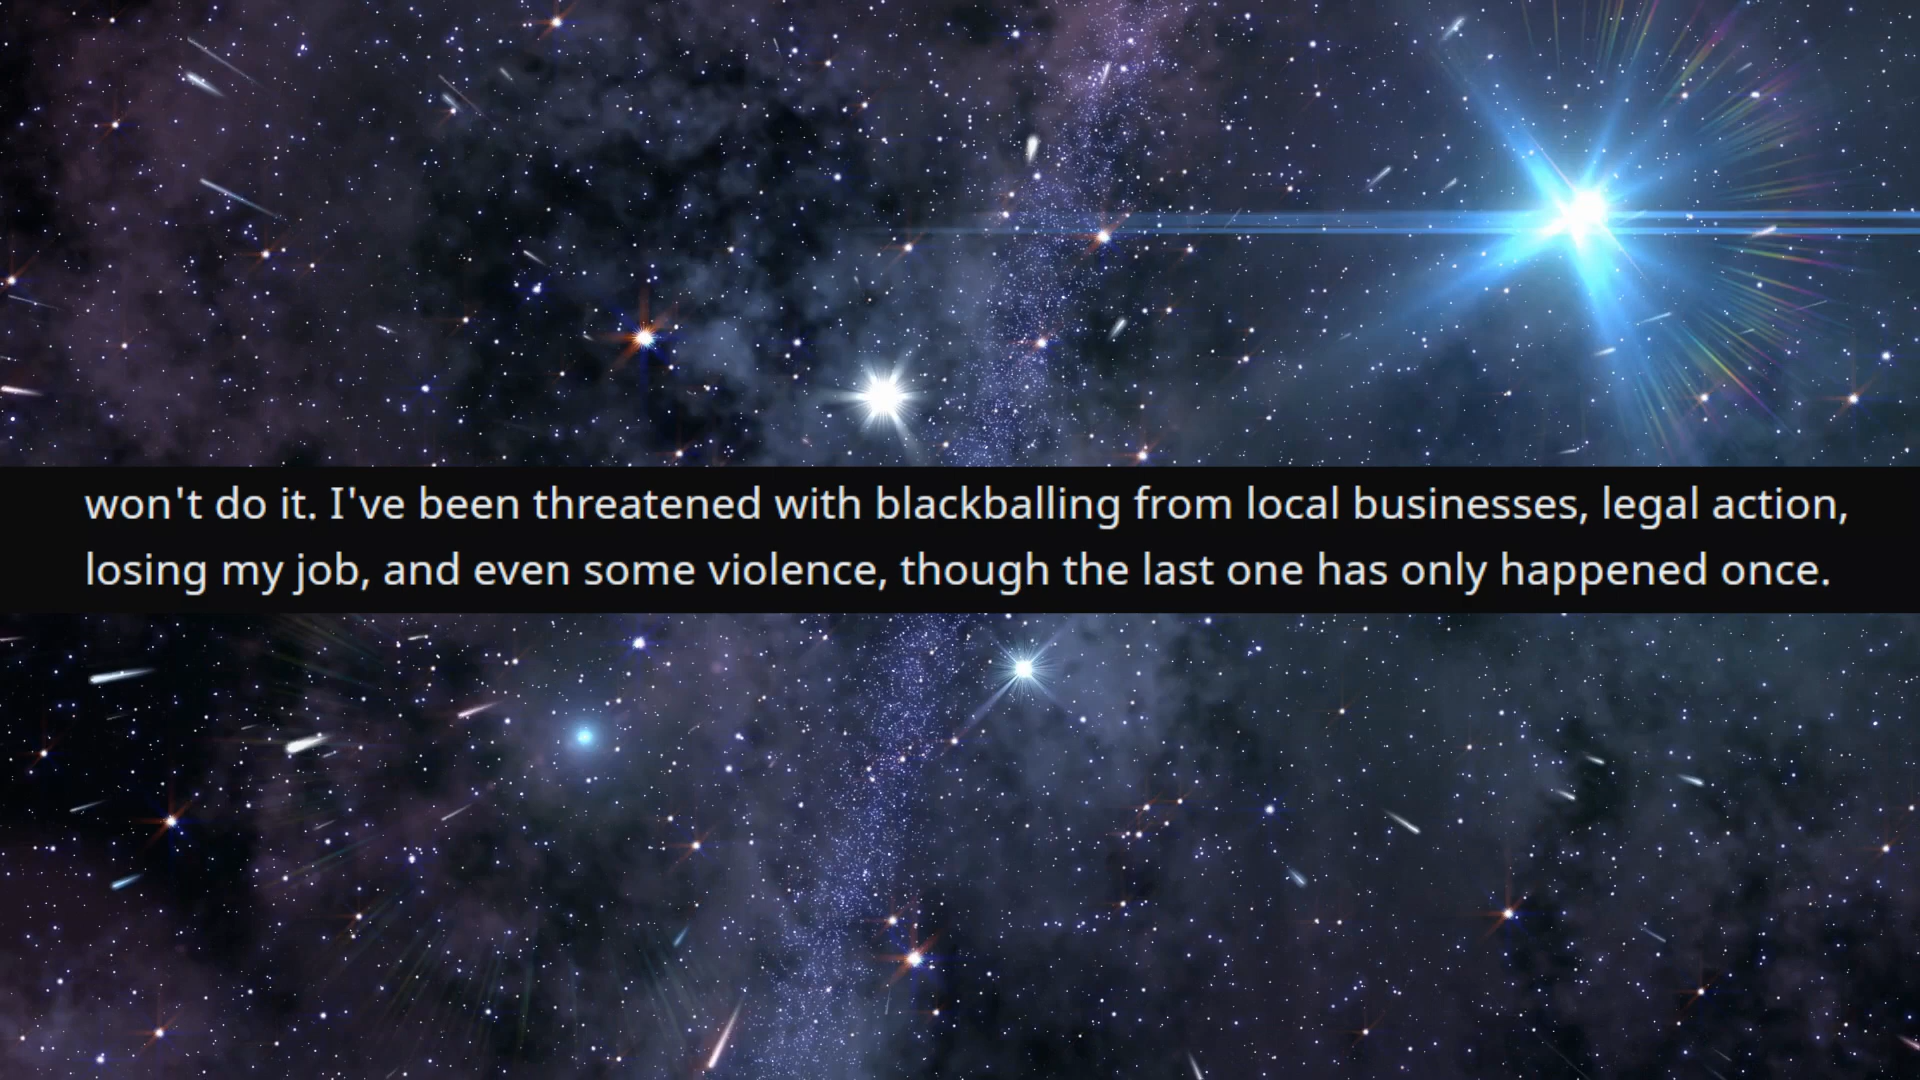 won't do it. I've been threatened with blackballing from local businesses, legal action,
losing my job, and even some violence, though the last one has only happened once.